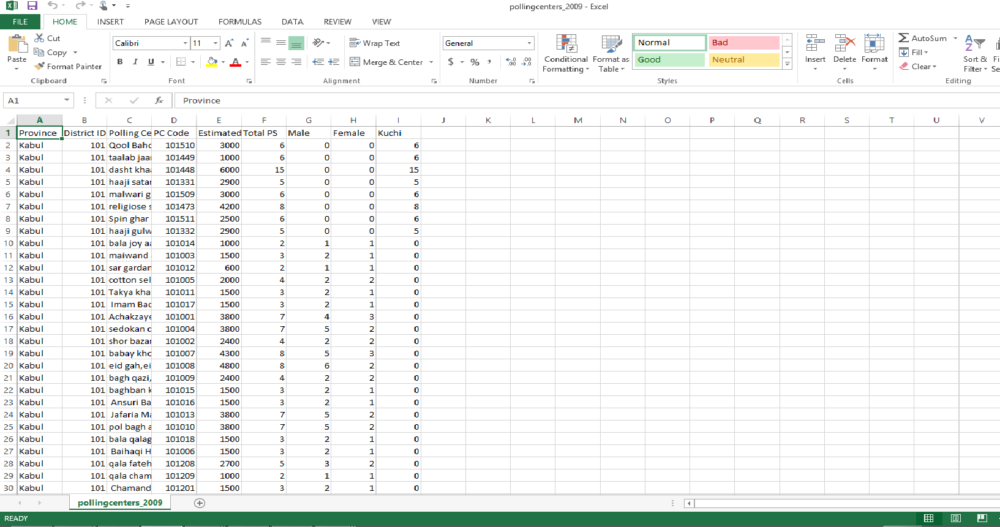 pollingcenters_2009 - Excel
FILE HOME INSERT PAGE LAYOUT FORMULAS DATA REVIEW VIEW
Cut
Copy
Format Painter
Paste
Clipboard
Calibri 11
B I U A
Font
Wrap Text
Merge & Center
Alignment
General
$ % ,
Number
Conditional Formatting
Format as Table
Normal Bad
Good Neutral
Styles
Insert Delete Format
Cells
AutoSum
Fill
Clear
Sort &
Filter
Editing
A1 fx Province
A B C D E F G H I J K L M N O P Q R S T U V
1 Province District ID Polling Ce PC Code Estimated Total PS Male Female Kuchi
2 Kabul 101 Qool Baho 101510 3000 6 0 0 6
3 Kabul 101 taalab jaa 101449 1000 6 0 0 6
4 Kabul 101 dasht khaa 101448 6000 15 0 0 15
5 Kabul 101 haaji satar 101331 2900 5 0 0 5
6 Kabul 101 malwari g 101509 3000 6 0 0 6
7 Kabul 101 religiose s 101473 4200 8 0 0 8
8 Kabul 101 Spin ghar 101511 2500 6 0 0 6
9 Kabul 101 haaji gulw 101332 2900 5 0 0 5
10 Kabul 101 bala joy aa 101014 1000 2 1 1 0
11 Kabul 101 maiwand 101003 1500 3 2 1 0
12 Kabul 101 sar gardan 101012 600 2 1 1 0
13 Kabul 101 cotton sel 101005 2000 4 2 2 0
14 Kabul 101 Takya kha 101011 1500 3 2 1 0
15 Kabul 101 Imam Bad 101017 1500 3 2 1 0
16 Kabul 101 Achakzaye 101001 3800 7 4 3 0
17 Kabul 101 sedokan c 101004 3800 7 5 2 0
18 Kabul 101 shor bazar 101002 2400 4 2 2 0
19 Kabul 101 babay kho 101007 4300 8 5 3 0
20 Kabul 101 eid gah,ei 101008 4800 8 6 2 0
21 Kabul 101 bagh qazi, 101009 2400 4 2 2 0
22 Kabul 101 baghban k 101015 1500 3 2 1 0
23 Kabul 101 Ansuri Ba 101016 1500 3 2 1 0
24 Kabul 101 Jafaria Ma 101013 3800 7 5 2 0
25 Kabul 101 pol bagh a 101010 3800 7 5 2 0
26 Kabul 101 bala qalag 101018 1500 3 2 1 0
27 Kabul 101 Baihaqi H 101006 1500 3 2 1 0
28 Kabul 101 qala fateh 101208 2700 5 3 2 0
29 Kabul 101 qala cham 101209 1000 2 1 1 0
30 Kabul 101 Chamand 101201 1500 3 2 1 0
pollingcenters_2009
READY